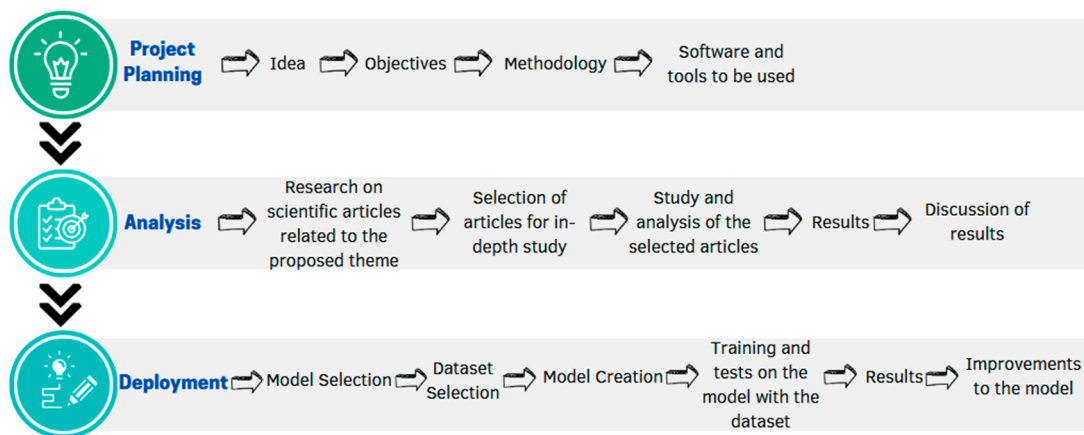 Project
Planning
Idea
Objectives
Methodology
Software and
tools to be used
Analysis
Research on
scientific articles
related to the
proposed theme
Selection of
articles for in-
depth study
Study and
analysis of the
selected articles
Results
Discussion of
results
Deployment
Model Selection
Dataset
Selection
Model Creation
Training and
tests on the
model with the
dataset
Results
Improvements
to the model